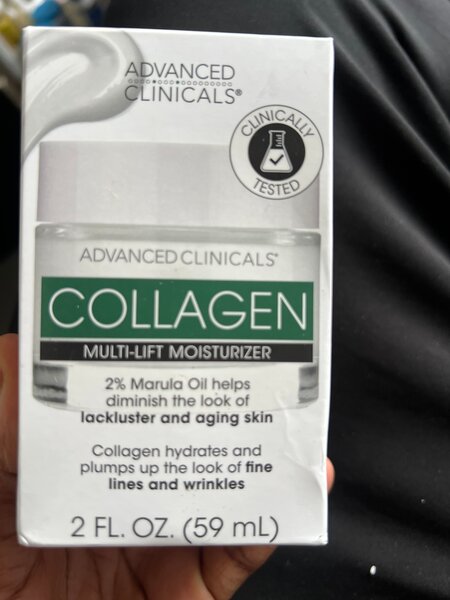 ADVANCED
CLINICALS®
CLINICALLY
TESTED
ADVANCED CLINICALS®
COLLAGEN
MULTI-LIFT MOISTURIZER
2% Marula Oil helps
diminish the look of
lackluster and aging skin
Collagen hydrates and
plumps up the look of fine
lines and wrinkles
2 FL. OZ. (59 mL)